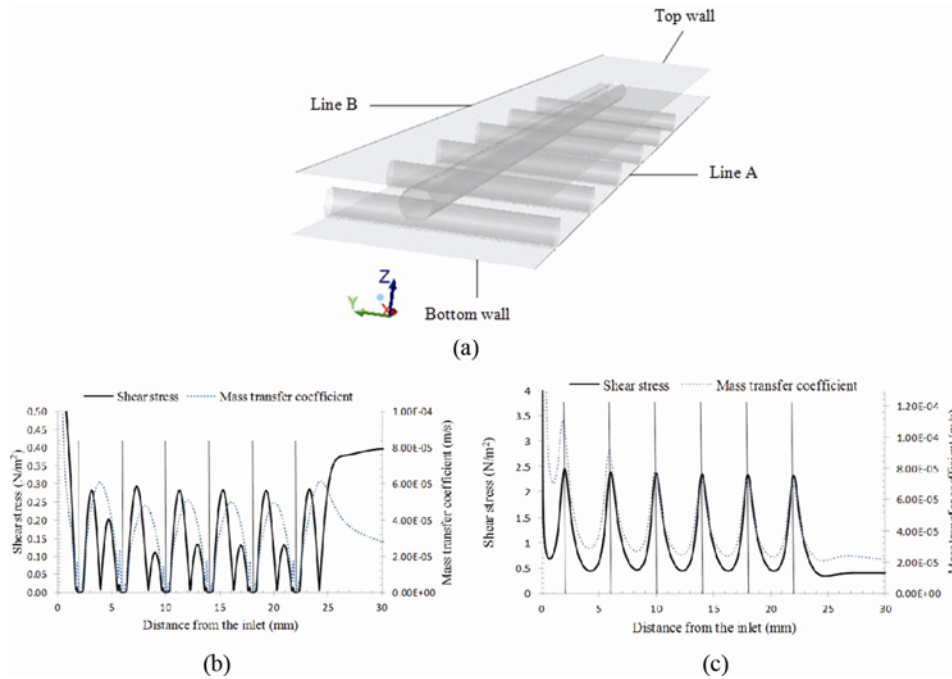 Top wall
Line B
Line A
Z
Y
X
Bottom wall
(a)
Shear stress
Mass transfer coefficient
0.50
0.45
0.40
0.35
0.30
0.25
0.20
0.15
0.10
0.05
0.00
Shear stress (N/m²)
1.00E-04
8.00E-05
6.00E-05
4.00E-05
2.00E-05
0.00E+00
Mass transfer coefficient (m/s)
0 5 10 15 20 25 30
Distance from the inlet (mm)
(b)
Shear stress
Mass transfer coefficient
4
3.5
3
2.5
2
1.5
1
0.5
0
Shear stress (N/m²)
1.20E-04
1.00E-04
8.00E-05
6.00E-05
4.00E-05
2.00E-05
0.00E+00
0 5 10 15 20 25 30
Distance from the inlet (mm)
(c)